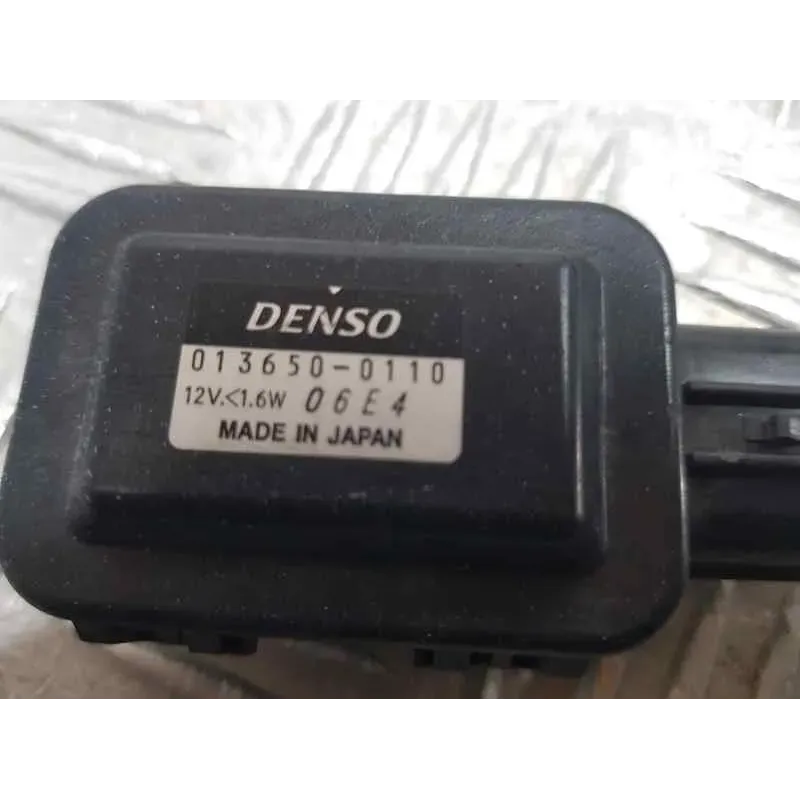 DENSO
013650-0110
12V.<1.6W 06E4
MADE IN JAPAN